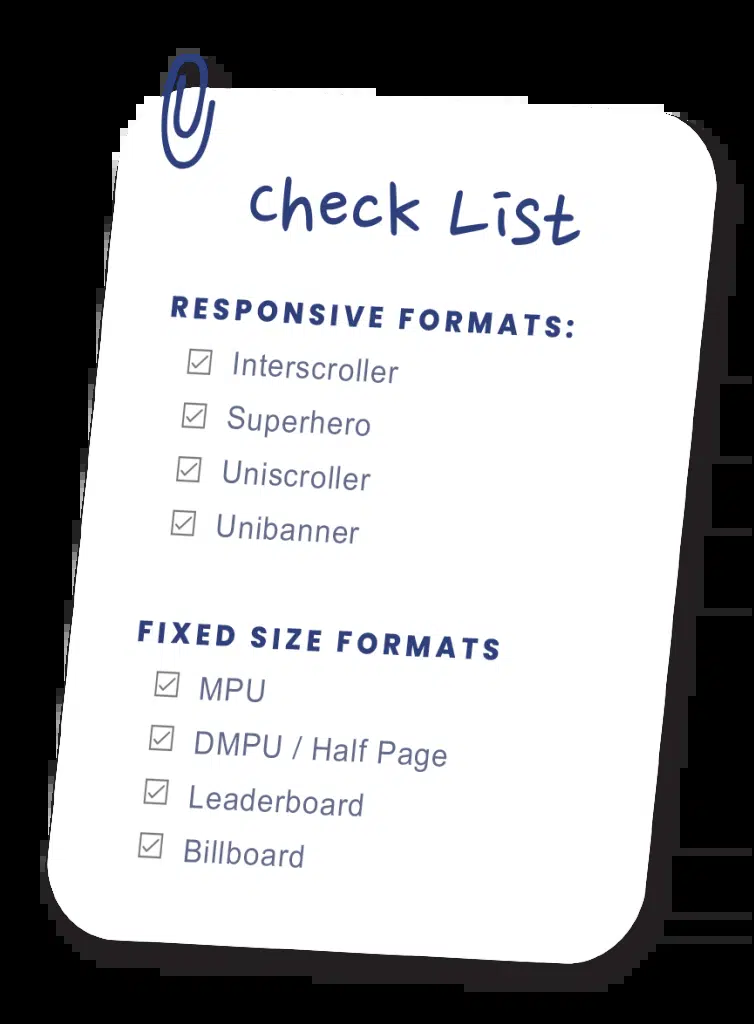 check List
RESPONSIVE FORMATS:
Interscroller
Superhero
Uniscroller
Unibanner
FIXED SIZE FORMATS
MPU
DMPU / Half Page
Leaderboard
Billboard